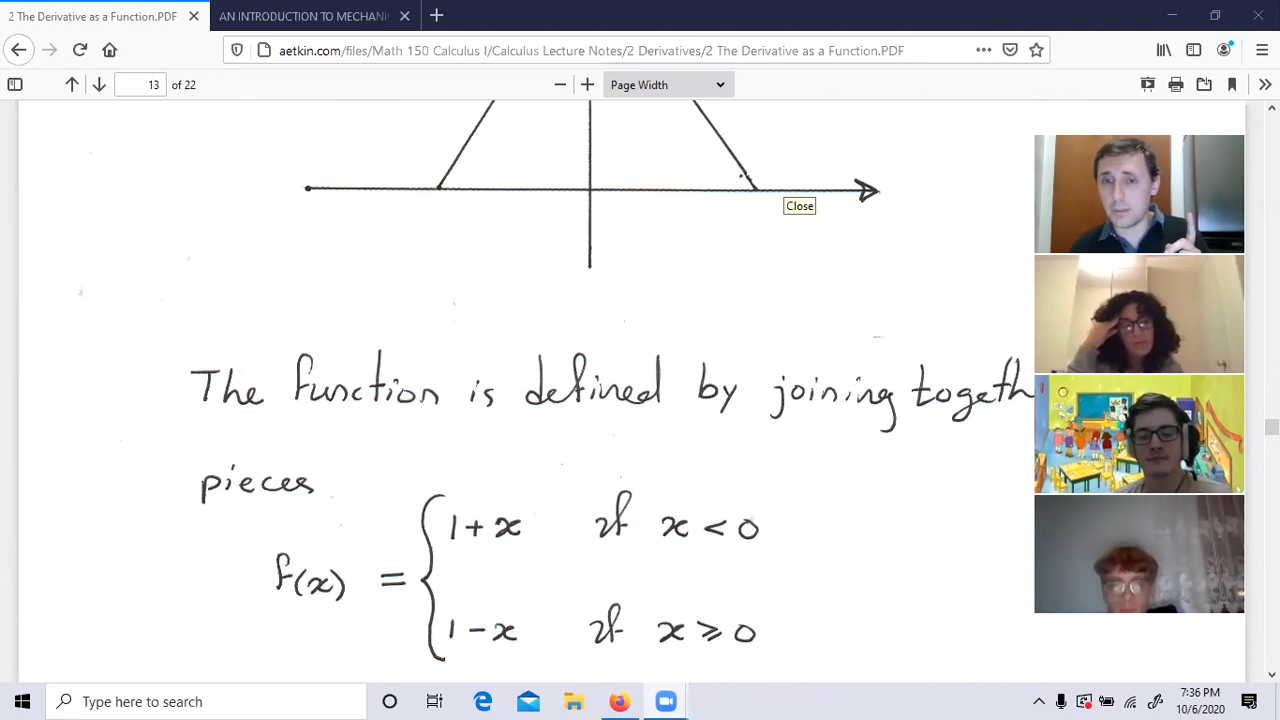 2 The Derivative as a Function.PDF
AN INTRODUCTION TO MECHANI
aetkin.com/files/Math 150 Calculus I/Calculus Lecture Notes/2 Derivatives/2 The Derivative as a Function.PDF
13 of 22
Page Width
Close
The function is defined by joining togeth
pieces
1 + x if x < 0
f(x) =
1 - x if x ⩾ 0
Type here to search
7:36 PM
10/6/2020